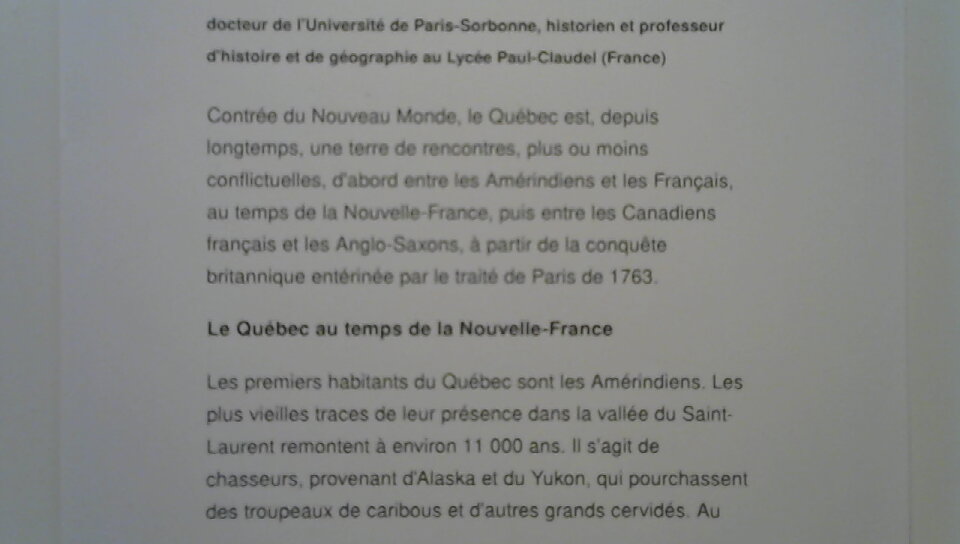 docteur de l'Université de Paris-Sorbonne, historien et professeur
d'histoire et de géographie au Lycée Paul-Claudel (France)
Contrée du Nouveau Monde, le Québec est, depuis
longtemps, une terre de rencontres, plus ou moins
conflictuelles, d'abord entre les Amérindiens et les Français,
au temps de la Nouvelle-France, puis entre les Canadiens
français et les Anglo-Saxons, à partir de la conquête
britannique entérinée par le traité de Paris de 1763.
Le Québec au temps de la Nouvelle-France
Les premiers habitants du Québec sont les Amérindiens. Les
plus vieilles traces de leur présence dans la vallée du Saint-
Laurent remontent à environ 11 000 ans. Il s'agit de
chasseurs, provenant d'Alaska et du Yukon, qui pourchassent
des troupeaux de caribous et d'autres grands cervidés. Au